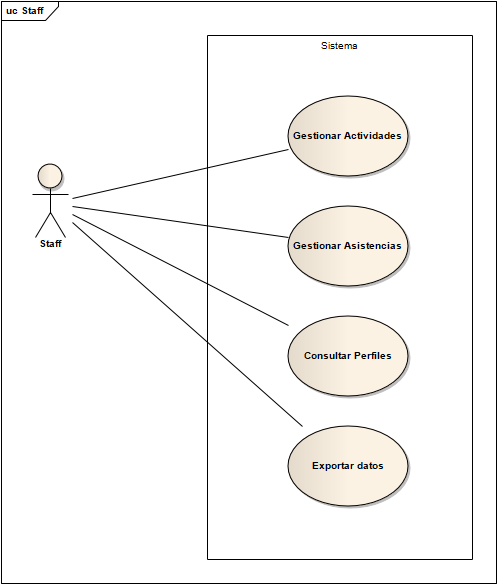 uc Staff
Sistema
Gestionar Actividades
Staff
Gestionar Asistencias
Consultar Perfiles
Exportar datos